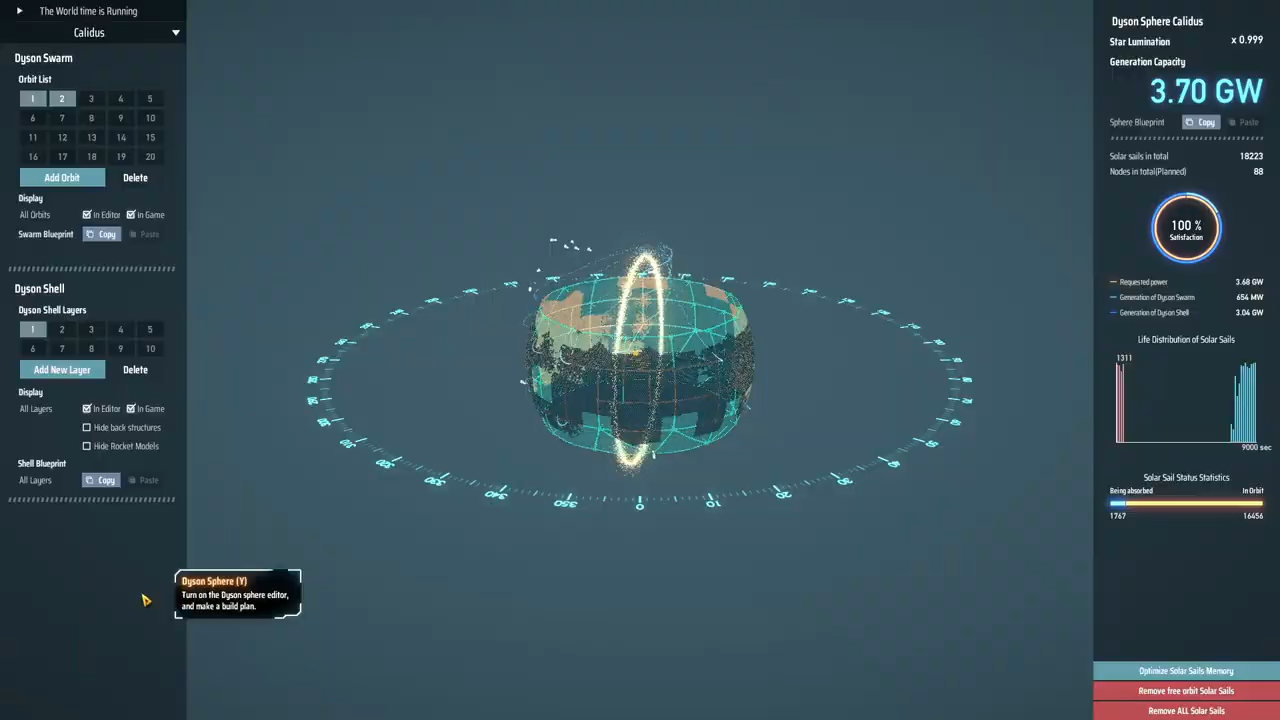 The World time is Running
Calidus
Dyson Swarm
Orbit List
1 2 3 4 5
6 7 8 9 10
11 12 13 14 15
16 17 18 19 20
Add Orbit Delete
Display
All Orbits In Editor In Game
Swarm Blueprint Copy Paste
Dyson Shell
Dyson Shell Layers
1 2 3 4 5
6 7 8 9 10
Add New Layer Delete
Display
All Layers In Editor In Game
Hide back structures
Hide Rocket Models
Shell Blueprint
All Layers Copy Paste
Dyson Sphere (Y)
Turn on the Dyson sphere editor,
and make a build plan.
350 0 10
Dyson Sphere Calidus
Star Lumination x 0.999
Generation Capacity
3.70 GW
Sphere Blueprint Copy Paste
Solar sails in total 18223
Nodes in total(Planned) 88
100 %
Satisfaction
Requested power 3.68 GW
Generation of Dyson Swarm 654 MW
Generation of Dyson Shell 3.04 GW
Life Distribution of Solar Sails
1311
9000 sec
Solar Sail Status Statistics
Being absorbed In Orbit
1767 16456
Optimize Solar Sails Memory
Remove free orbit Solar Sails
Remove ALL Solar Sails